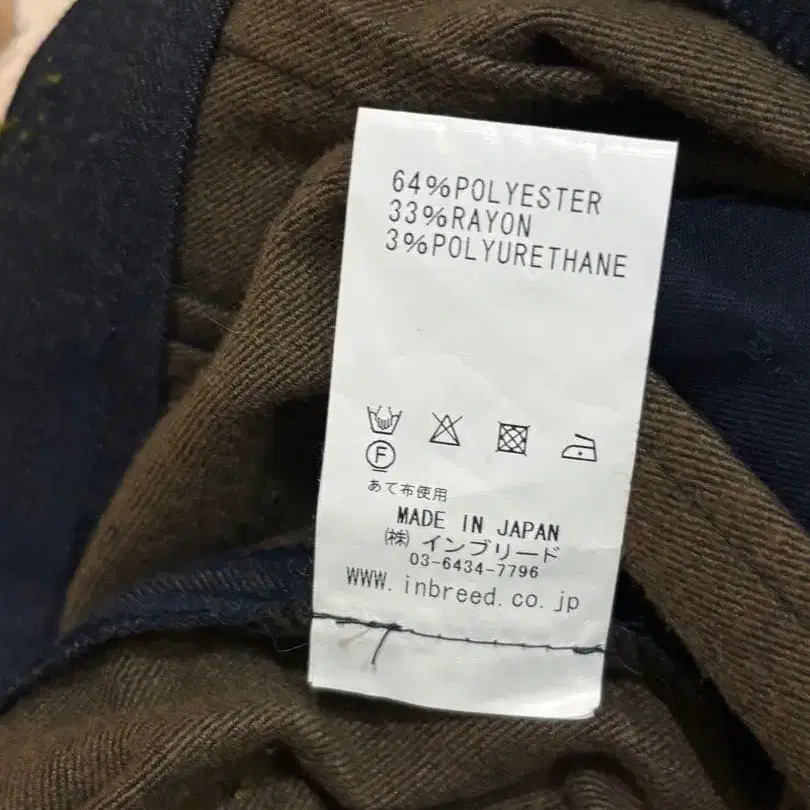 64%POLYESTER
33%RAYON
3%POLYURETHANE
F
あて布使用
MADE IN JAPAN
㈱ インブリード
03-6434-7796
WWW. inbreed.co.jp